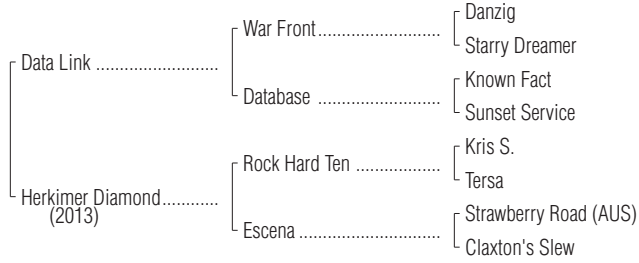 Danzig
War Front
Starry Dreamer
Data Link
Known Fact
Database
Sunset Service
Kris S.
Rock Hard Ten
Tersa
Herkimer Diamond
(2013)
Strawberry Road (AUS)
Escena
Claxton's Slew